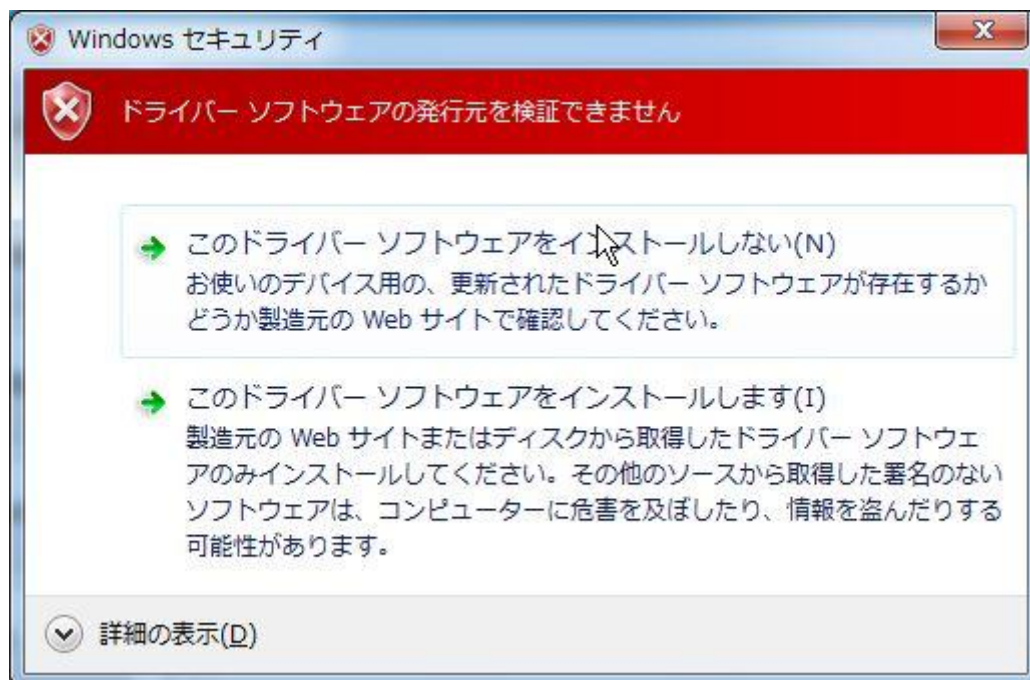 Windows セキュリティ
ドライバー ソフトウェアの発行元を検証できません
このドライバー ソフトウェアをインストールしない(N)
お使いのデバイス用の、更新されたドライバー ソフトウェアが存在するか
どうか製造元の Web サイトで確認してください。
このドライバー ソフトウェアをインストールします(I)
製造元の Web サイトまたはディスクから取得したドライバー ソフトウェ
アのみインストールしてください。その他のソースから取得した署名のない
ソフトウェアは、コンピューターに危害を及ぼしたり、情報を盗んだりする
可能性があります。
詳細の表示(D)